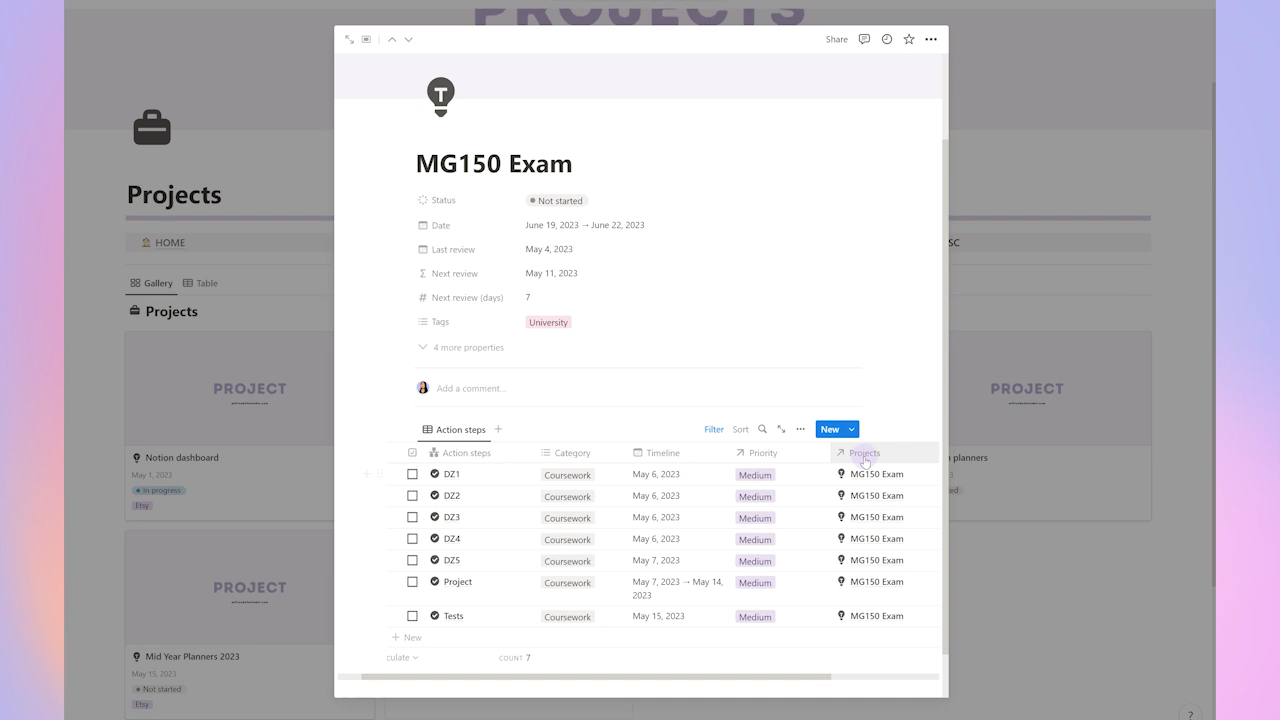 PROJECTS
Share
MG150 Exam
Status Not started
Date June 19, 2023 → June 22, 2023
Last review May 4, 2023
Next review May 11, 2023
Next review (days) 7
Tags University
4 more properties
Add a comment...
Action steps Filter Sort New
Action steps Category Timeline Priority Projects
DZ1 Coursework May 6, 2023 Medium MG150 Exam
DZ2 Coursework May 6, 2023 Medium MG150 Exam
DZ3 Coursework May 6, 2023 Medium MG150 Exam
DZ4 Coursework May 6, 2023 Medium MG150 Exam
DZ5 Coursework May 7, 2023 Medium MG150 Exam
Project Coursework May 7, 2023 → May 14, 2023 Medium MG150 Exam
Tests Coursework May 15, 2023 Medium MG150 Exam
+ New
culate COUNT 7
Projects
HOME
SC
Gallery Table
Projects
PROJECT
Notion dashboard
May 1, 2023
In progress
Etsy
PROJECT
n planners
ed
PROJECT
Mid Year Planners 2023
May 15, 2023
Not started
Etsy
?